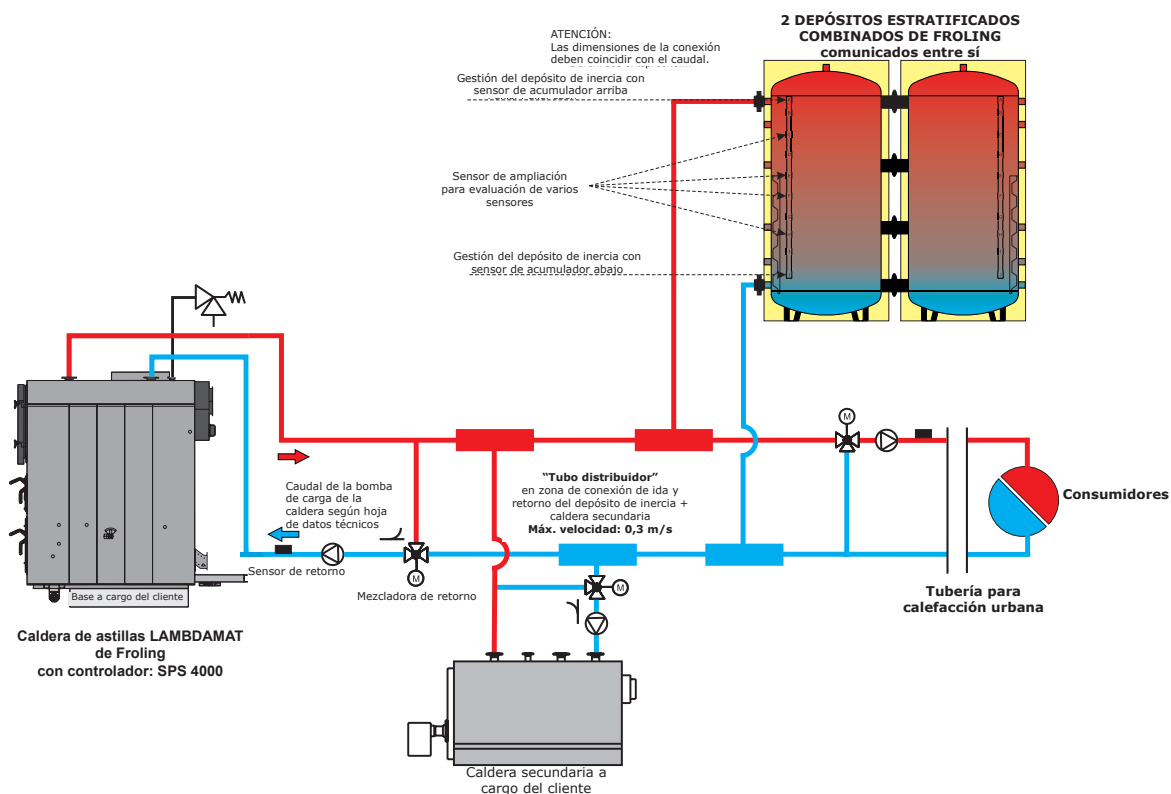 2 DEPÓSITOS ESTRATIFICADOS
COMBINADOS DE FROLING
comunicados entre sí
ATENCIÓN:
Las dimensiones de la conexión
deben coincidir con el caudal.
Gestión del depósito de inercia con
sensor de acumulador arriba
Sensor de ampliación
para evaluación de varios
sensores
Gestión del depósito de inercia con
sensor de acumulador abajo
M
Caudal de la bomba
de carga de la
caldera según hoja
de datos técnicos
"Tubo distribuidor"
en zona de conexión de ida y
retorno del depósito de inercia +
caldera secundaria
Máx. velocidad: 0,3 m/s
Consumidores
Sensor de retorno
M
Mezcladora de retorno
M
Tubería para
calefacción urbana
Base a cargo del cliente
Caldera de astillas LAMBDAMAT
de Froling
con controlador: SPS 4000
Caldera secundaria a
cargo del cliente